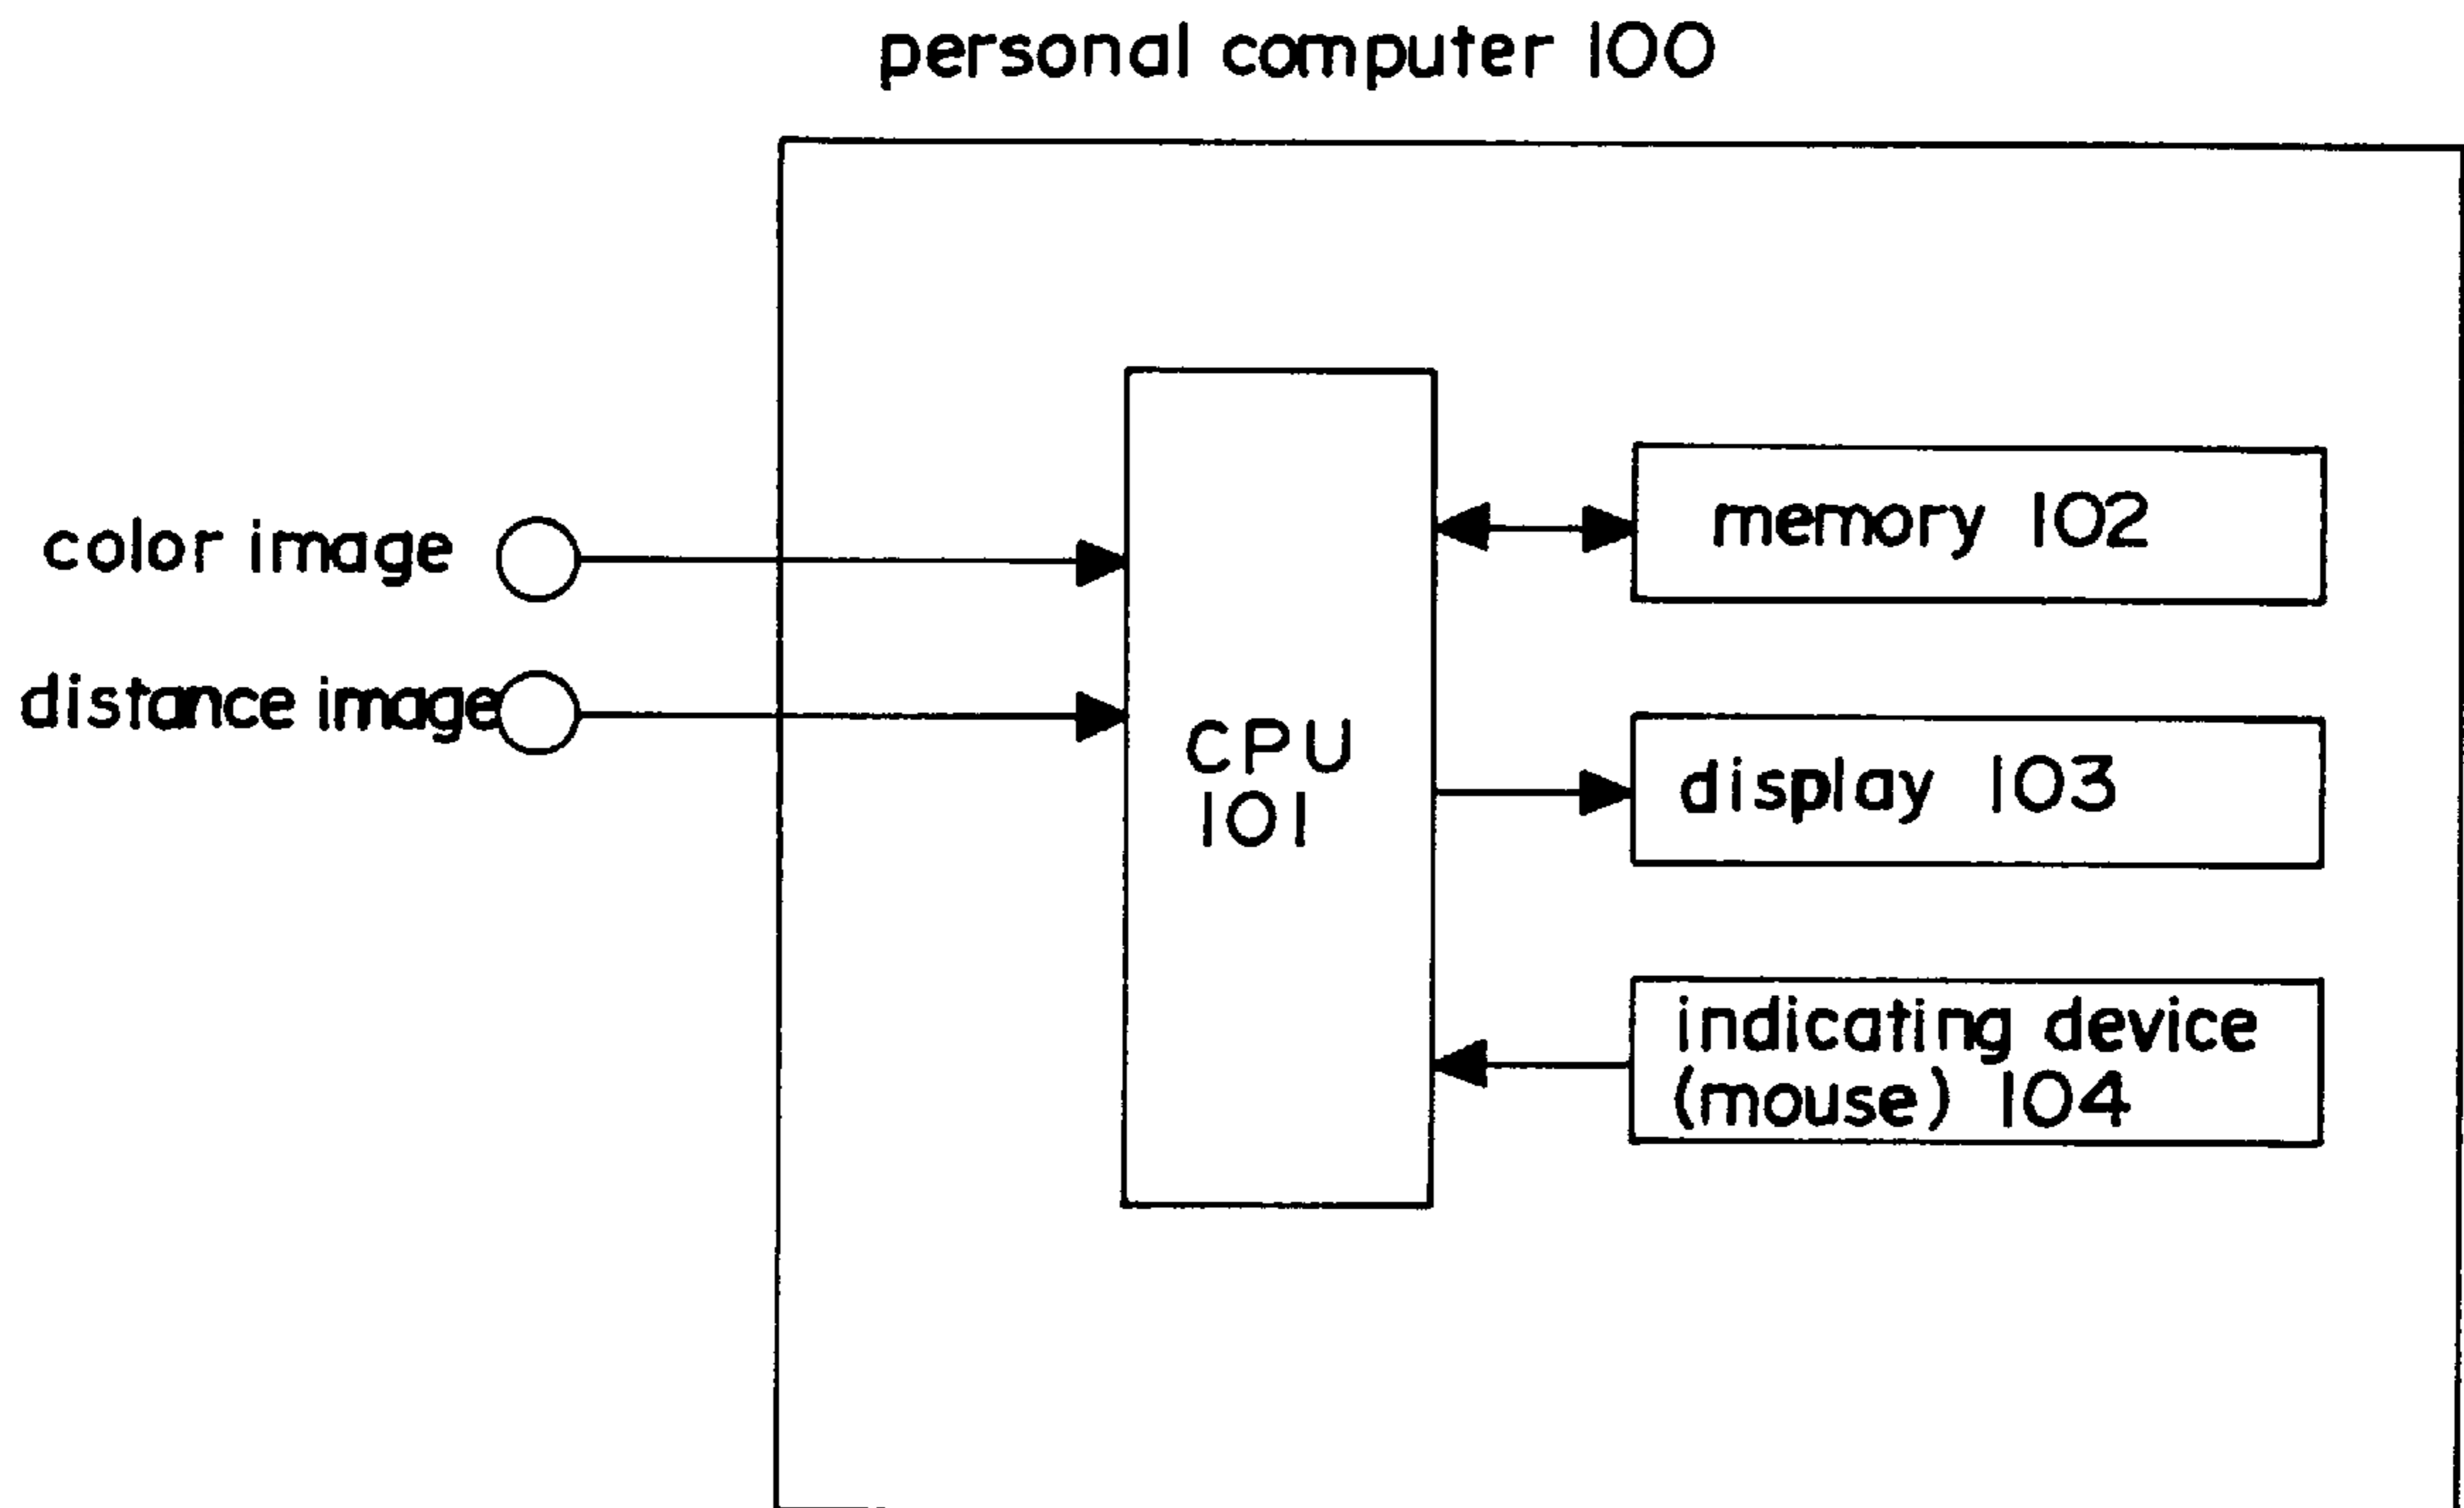 personal computer 100
color image
distance image
CPU
101
memory 102
display 103
indicating device
(mouse) 104